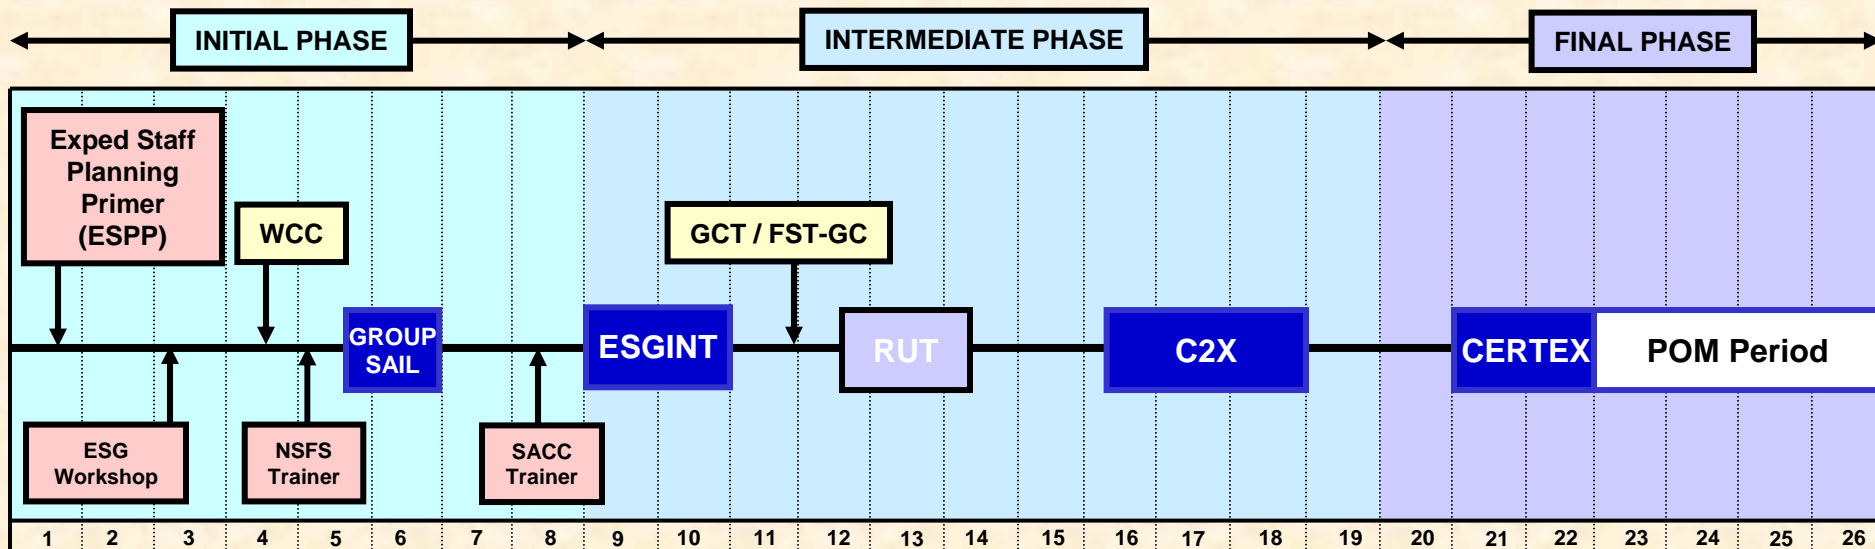 INITIAL PHASE
INTERMEDIATE PHASE
FINAL PHASE
Exped Staff
Planning
Primer
(ESPP)
WCC
GCT / FST-GC
GROUP
SAIL
ESGINT
RUT
C2X
CERTEX
POM Period
ESG
Workshop
NSFS
Trainer
SACC
Trainer
1 2 3 4 5 6 7 8 9 10 11 12 13 14 15 16 17 18 19 20 21 22 23 24 25 26